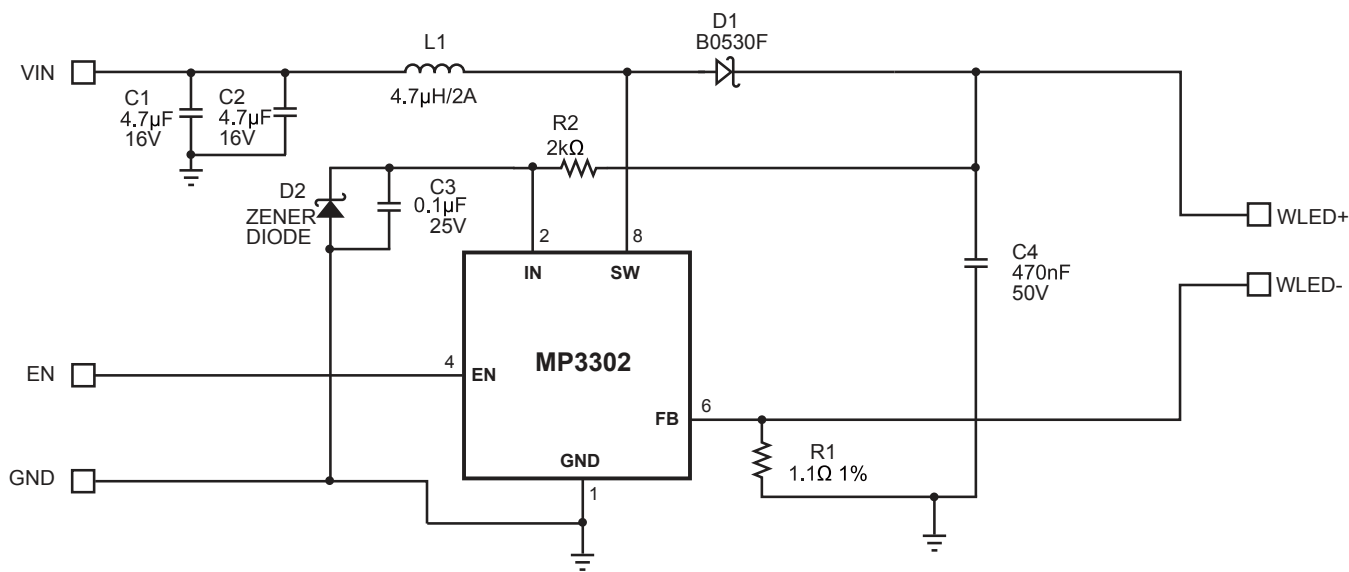 D1
B0530F
L1
4.7µH/2A
VIN
C1
4.7µF
16V
C2
4.7µF
16V
R2
2kΩ
D2
ZENER
DIODE
C3
0.1µF
25V
WLED+
2
8
IN
SW
C4
470nF
50V
WLED-
MP3302
EN
4
EN
FB
6
R1
1.1Ω 1%
GND
GND
1